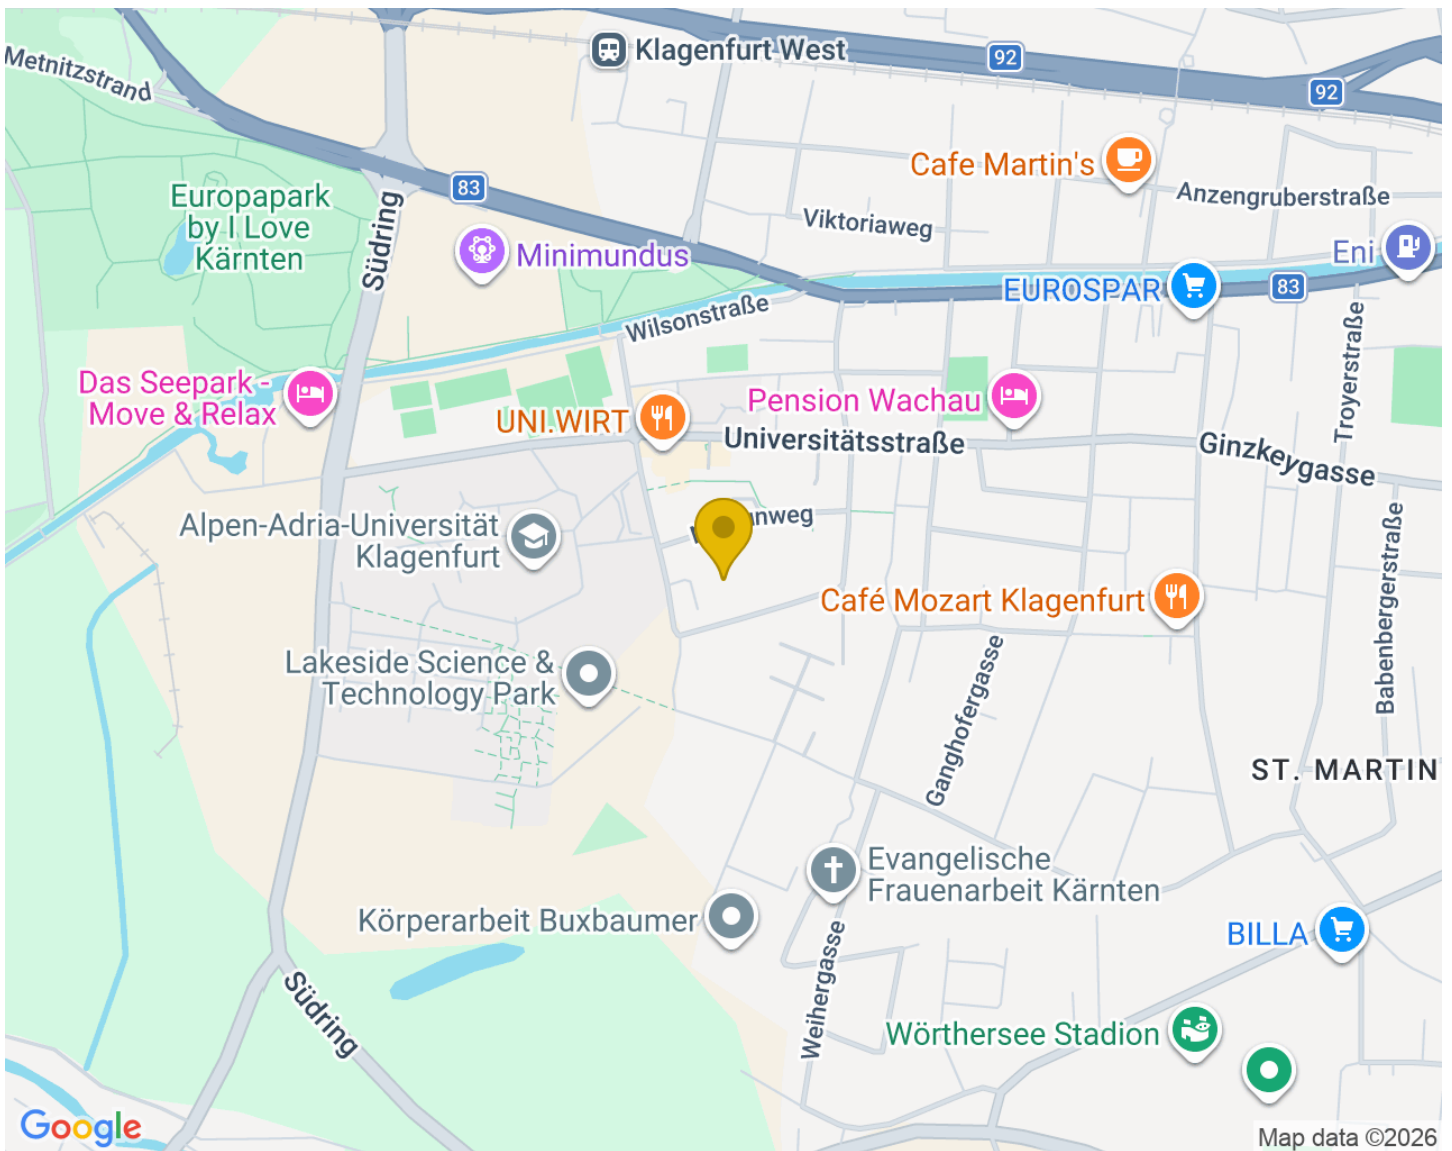 Metnitzstrand
Klagenfurt West
92
92
83
Cafe Martin's
Anzengruberstraße
Europapark
by I Love
Kärnten
Südring
Viktoriaweg
Minimundus
Eni
EUROSPAR
83
Wilsonstraße
Das Seepark -
Move & Relax
UNI.WIRT
Pension Wachau
Universitätsstraße
Troyerstraße
Ginzkeygasse
Alpen-Adria-Universität
Klagenfurt
Babenbergerstraße
Café Mozart Klagenfurt
Lakeside Science &
Technology Park
Ganghofergasse
ST. MARTIN
Evangelische
Frauenarbeit Kärnten
Körperarbeit Buxbaumer
BILLA
Weihergasse
Südring
Wörthersee Stadion
Google
Map data ©2026